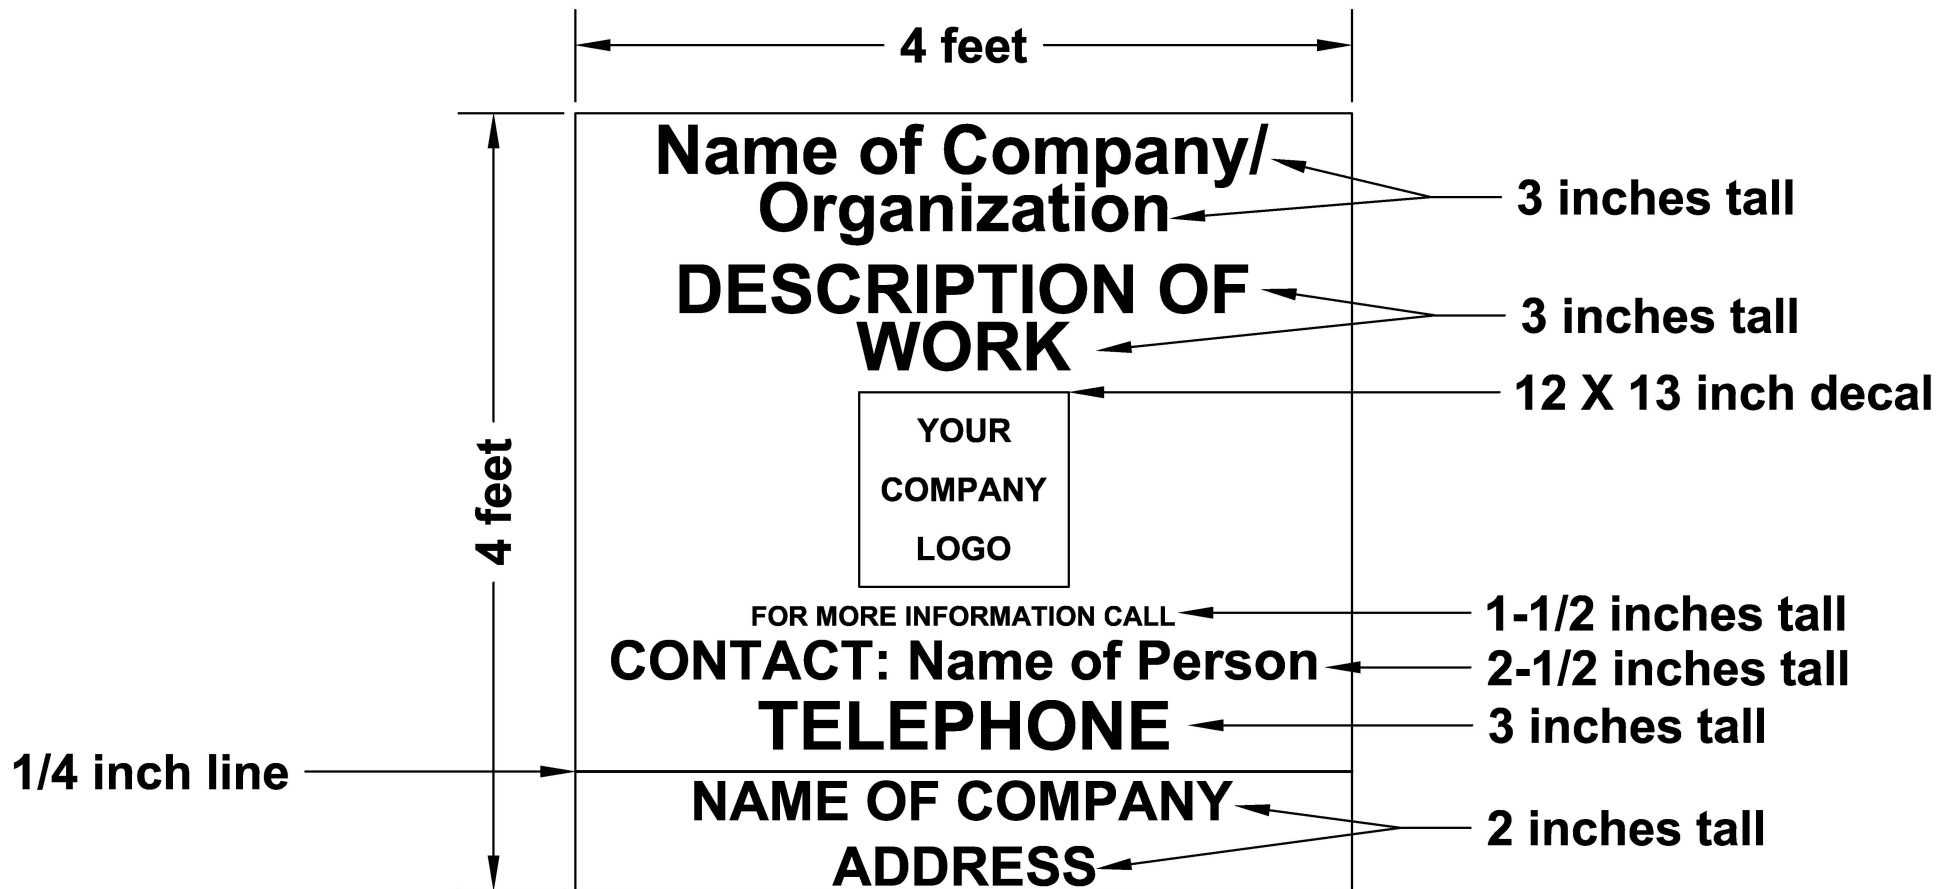 4 feet
4 feet
Name of Company/
Organization
3 inches tall
DESCRIPTION OF
WORK
3 inches tall
12 X 13 inch decal
YOUR
COMPANY
LOGO
FOR MORE INFORMATION CALL
1-1/2 inches tall
CONTACT: Name of Person
2-1/2 inches tall
TELEPHONE
3 inches tall
1/4 inch line
NAME OF COMPANY
ADDRESS
2 inches tall